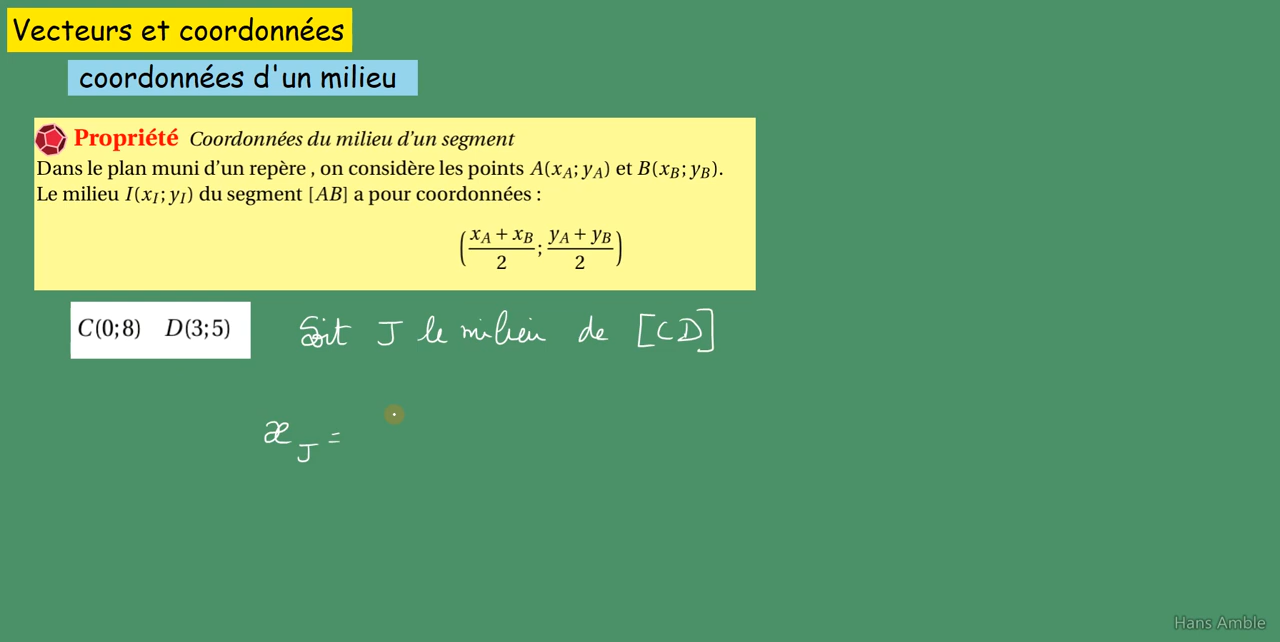 Vecteurs et coordonnées
coordonnées d'un milieu
Propriété Coordonnées du milieu d'un segment
Dans le plan muni d'un repère , on considère les points A(x_A; y_A) et B(x_B; y_B).
Le milieu I(x_I; y_I) du segment [AB] a pour coordonnées :
((x_A + x_B)/2 ; (y_A + y_B)/2)
C(0;8) D(3;5) Soit J le milieu de [CD]
x_J =
Hans Amble